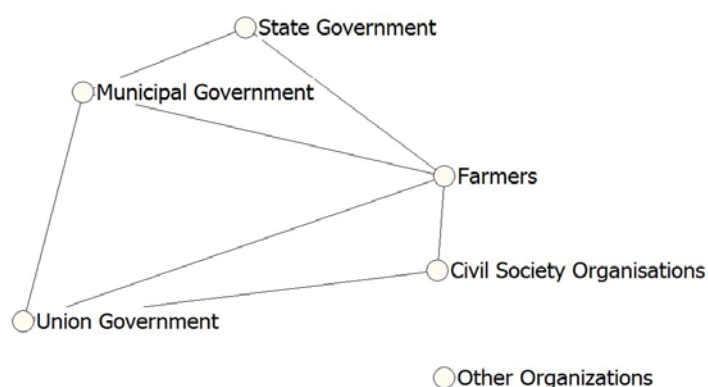 State Government
Municipal Government
Farmers
Civil Society Organisations
Union Government
Other Organizations